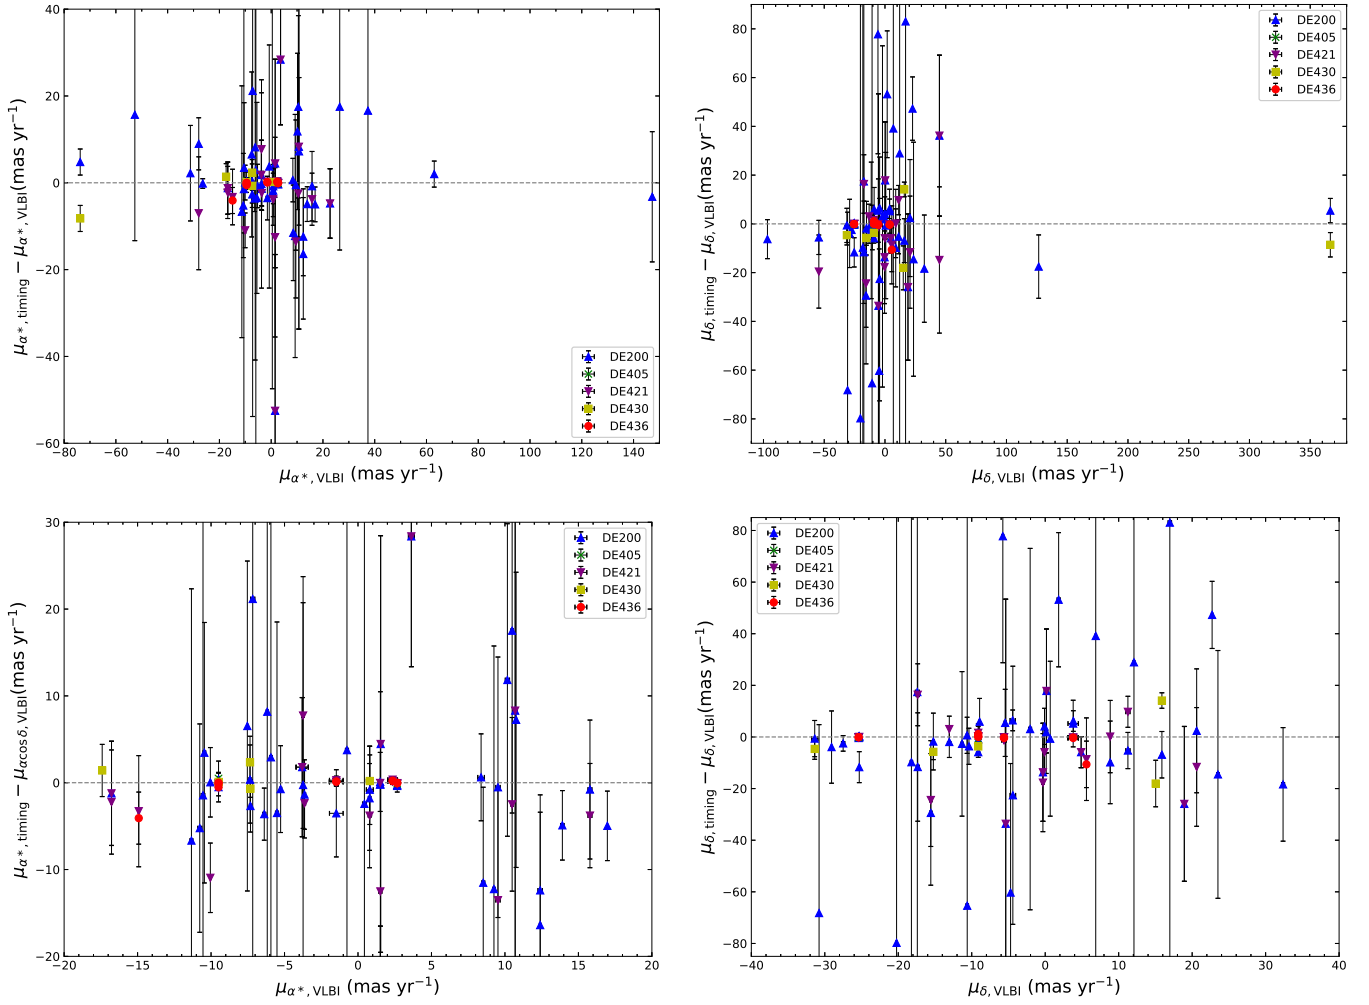 40
20
0
−20
−40
−60
−80 −60 −40 −20 0 20 40 60 80 100 120 140
μα*, timing − μα*, VLBI(mas yr⁻¹)
μα*, VLBI (mas yr⁻¹)
DE200
DE405
DE421
DE430
DE436
80
60
40
20
0
−20
−40
−60
−80
−100 −50 0 50 100 150 200 250 300 350
μδ, timing − μδ, VLBI(mas yr⁻¹)
μδ, VLBI (mas yr⁻¹)
DE200
DE405
DE421
DE430
DE436
30
20
10
0
−10
−20
−20 −15 −10 −5 0 5 10 15 20
μα*, timing − μαcosδ, VLBI(mas yr⁻¹)
μα*, VLBI (mas yr⁻¹)
DE200
DE405
DE421
DE430
DE436
80
60
40
20
0
−20
−40
−60
−80
−40 −30 −20 −10 0 10 20 30 40
μδ, timing − μδ, VLBI(mas yr⁻¹)
μδ, VLBI (mas yr⁻¹)
DE200
DE405
DE421
DE430
DE436